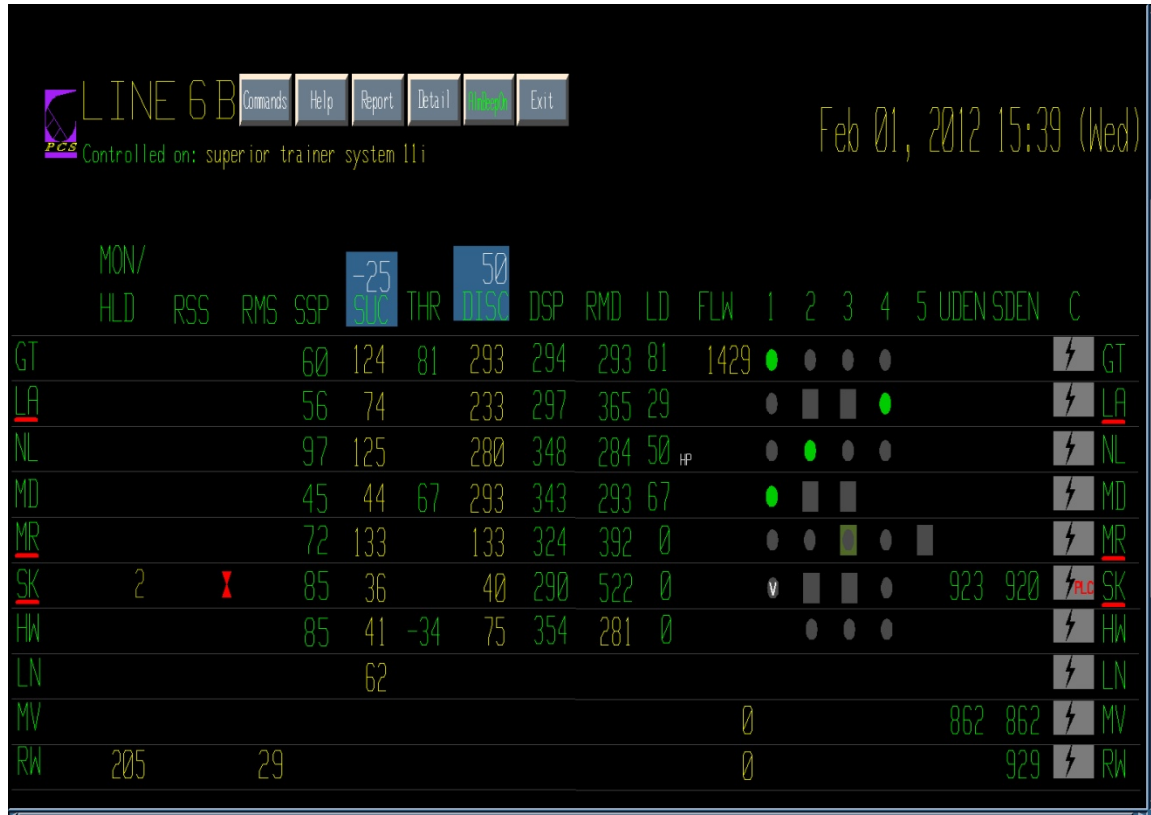 LINE 6B Commands Help Report Detail AlmBeepOn Exit
Feb 01, 2012 15:39 (Wed)
PCS Controlled on: superior trainer system 11i
-25 50
MON/
HLD RSS RMS SSP SUC THR DISC DSP RMD LD FLW 1 2 3 4 5 UDEN SDEN C
GT 60 124 81 293 294 293 81 1429 GT
LA 56 74 233 297 365 29 LA
NL 97 125 280 348 284 50 HP NL
MD 45 44 67 293 343 293 67 MD
MR 72 133 133 324 392 0 MR
SK 2 85 36 40 290 522 0 V 923 920 PLC SK
HW 85 41 -34 75 354 281 0 HW
LN 62 LN
MV 0 862 862 MV
RW 205 29 0 929 RW